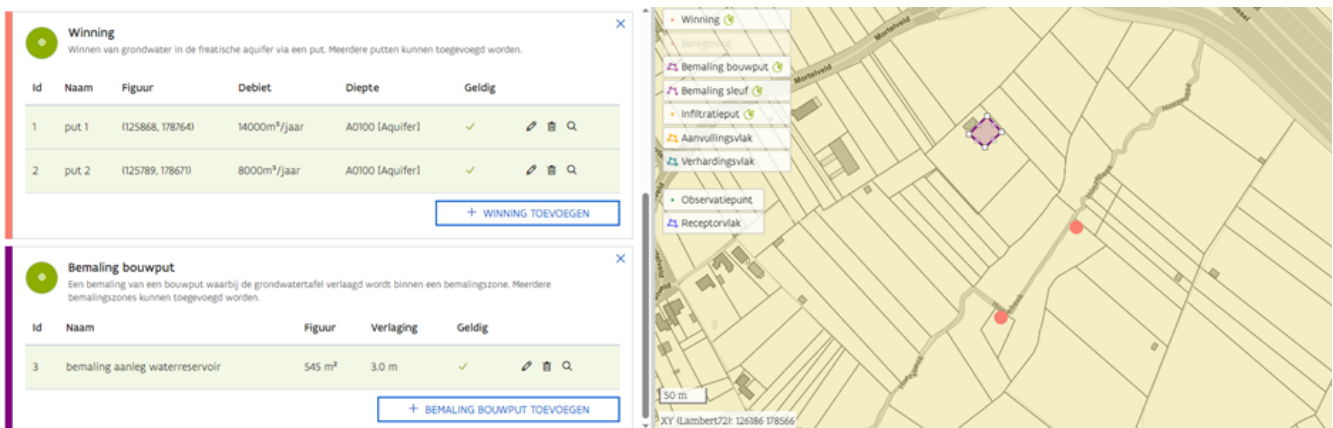 Winning
Winnen van grondwater in de freatische aquifer via een put. Meerdere putten kunnen toegevoegd worden.
Id Naam Figuur Debiet Diepte Geldig
1 put 1 (125868, 178764) 14000m³/jaar A0100 [Aquifer]
2 put 2 (125789, 178671) 8000m³/jaar A0100 [Aquifer]
+ WINNING TOEVOEGEN
Bemaling bouwput
Een bemaling van een bouwput waarbij de grondwatertafel verlaagd wordt binnen een bemalingszone. Meerdere
bemalingszones kunnen toegevoegd worden.
Id Naam Figuur Verlaging Geldig
3 bemaling aanleg waterreservoir 545 m² 3.0 m
+ BEMALING BOUWPUT TOEVOEGEN
Winning
Beregening
Bemaling bouwput
Bemaling sleuf
Infiltratieput
Aanvullingsvlak
Verhardingsvlak
Observatiepunt
Receptorvlak
Mortelveld
Mortelveld
50 m
XY (Lambert72): 126186 178566